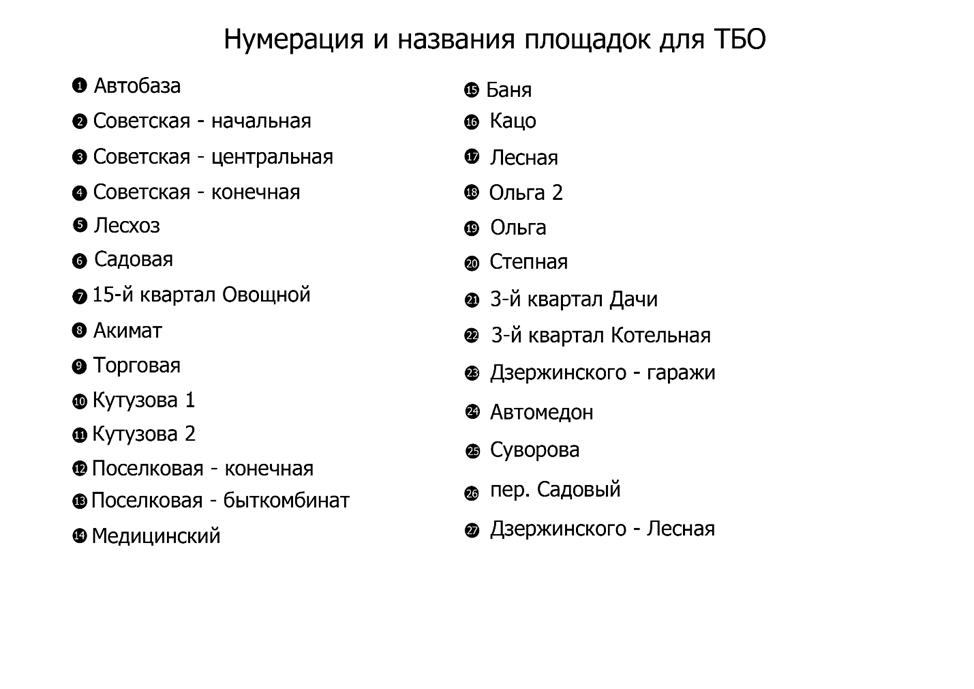 Нумерация и названия площадок для ТБО
1 Автобаза
2 Советская - начальная
3 Советская - центральная
4 Советская - конечная
5 Лесхоз
6 Садовая
7 15-й квартал Овощной
8 Акимат
9 Торговая
10 Кутузова 1
11 Кутузова 2
12 Поселковая - конечная
13 Поселковая - быткомбинат
14 Медицинский
15 Баня
16 Кацо
17 Лесная
18 Ольга 2
19 Ольга
20 Степная
21 3-й квартал Дачи
22 3-й квартал Котельная
23 Дзержинского - гаражи
24 Автомедон
25 Суворова
26 пер. Садовый
27 Дзержинского - Лесная